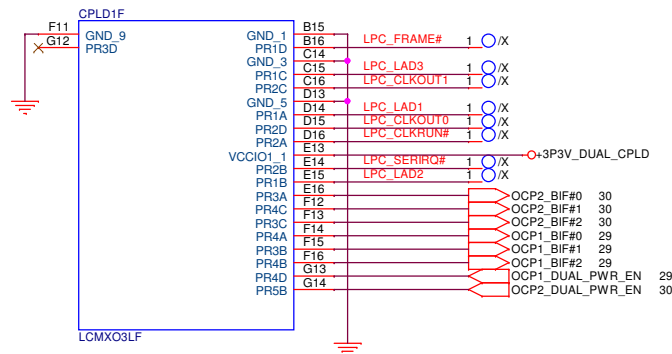 CPLD1F
F11 GND_9 GND_1 B15
G12 PR3D PR1D B16 LPC_FRAME# 1 /X
GND_3 C14
PR1C C15 LPC_LAD3 1 /X
PR2C C16 LPC_CLKOUT1 1 /X
GND_5 D13
PR1A D14 LPC_LAD1 1 /X
PR2D D15 LPC_CLKOUT0 1 /X
PR2A D16 LPC_CLKRUN# 1 /X
VCCIO1_1 E13 +3P3V_DUAL_CPLD
PR2B E14 LPC_SERIRQ# 1 /X
PR1B E15 LPC_LAD2 1 /X
PR3A E16 OCP2_BIF#0 30
PR4C F12 OCP2_BIF#1 30
PR3C F13 OCP2_BIF#2 30
PR4A F14 OCP1_BIF#0 29
PR3B F15 OCP1_BIF#1 29
PR4B F16 OCP1_BIF#2 29
PR4D G13 OCP1_DUAL_PWR_EN 29
PR5B G14 OCP2_DUAL_PWR_EN 30
LCMXO3LF